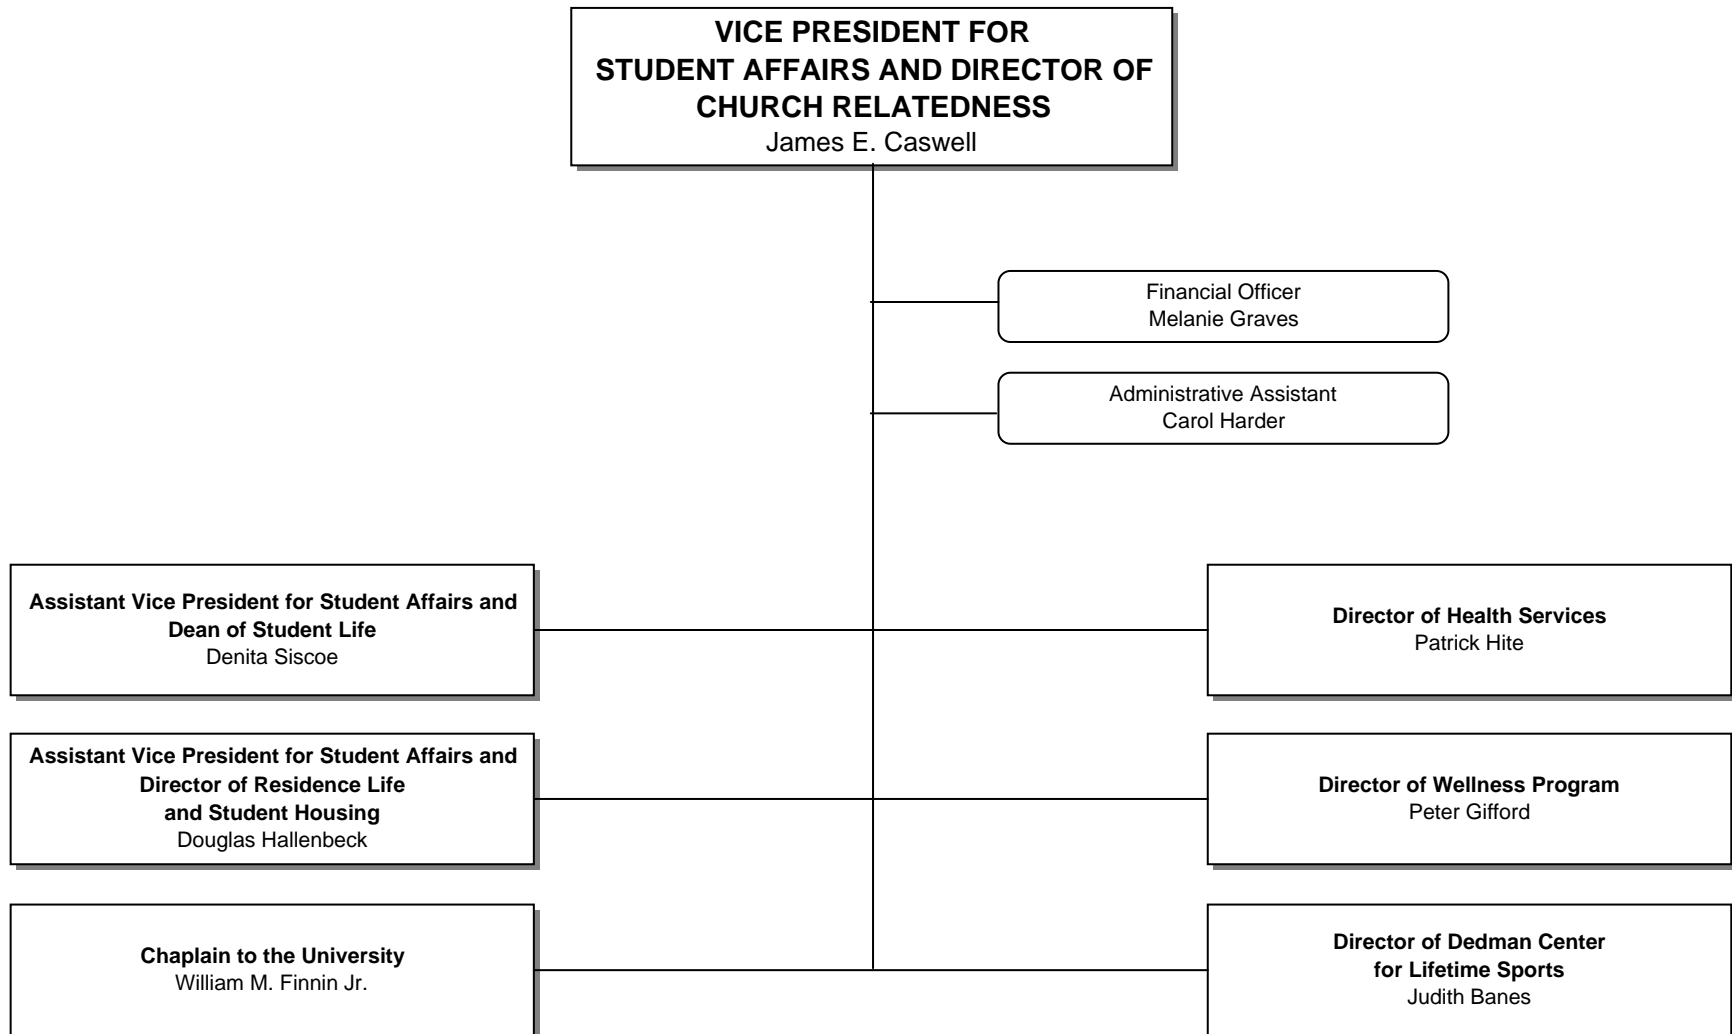 VICE PRESIDENT FOR
STUDENT AFFAIRS AND DIRECTOR OF
CHURCH RELATEDNESS
James E. Caswell
Financial Officer
Melanie Graves
Administrative Assistant
Carol Harder
Assistant Vice President for Student Affairs and
Dean of Student Life
Denita Siscoe
Director of Health Services
Patrick Hite
Assistant Vice President for Student Affairs and
Director of Residence Life
and Student Housing
Douglas Hallenbeck
Director of Wellness Program
Peter Gifford
Chaplain to the University
William M. Finnin Jr.
Director of Dedman Center
for Lifetime Sports
Judith Banes